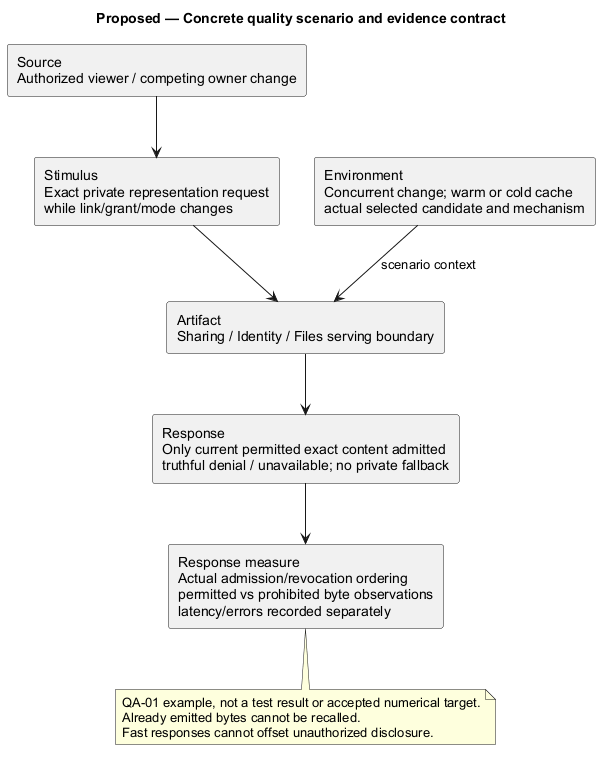 Proposed — Concrete quality scenario and evidence contract
Source
Authorized viewer / competing owner change
Stimulus
Exact private representation request
while link/grant/mode changes
Environment
Concurrent change; warm or cold cache
actual selected candidate and mechanism
scenario context
Artifact
Sharing / Identity / Files serving boundary
Response
Only current permitted exact content admitted
truthful denial / unavailable; no private fallback
Response measure
Actual admission/revocation ordering
permitted vs prohibited byte observations
latency/errors recorded separately
QA-01 example, not a test result or accepted numerical target.
Already emitted bytes cannot be recalled.
Fast responses cannot offset unauthorized disclosure.